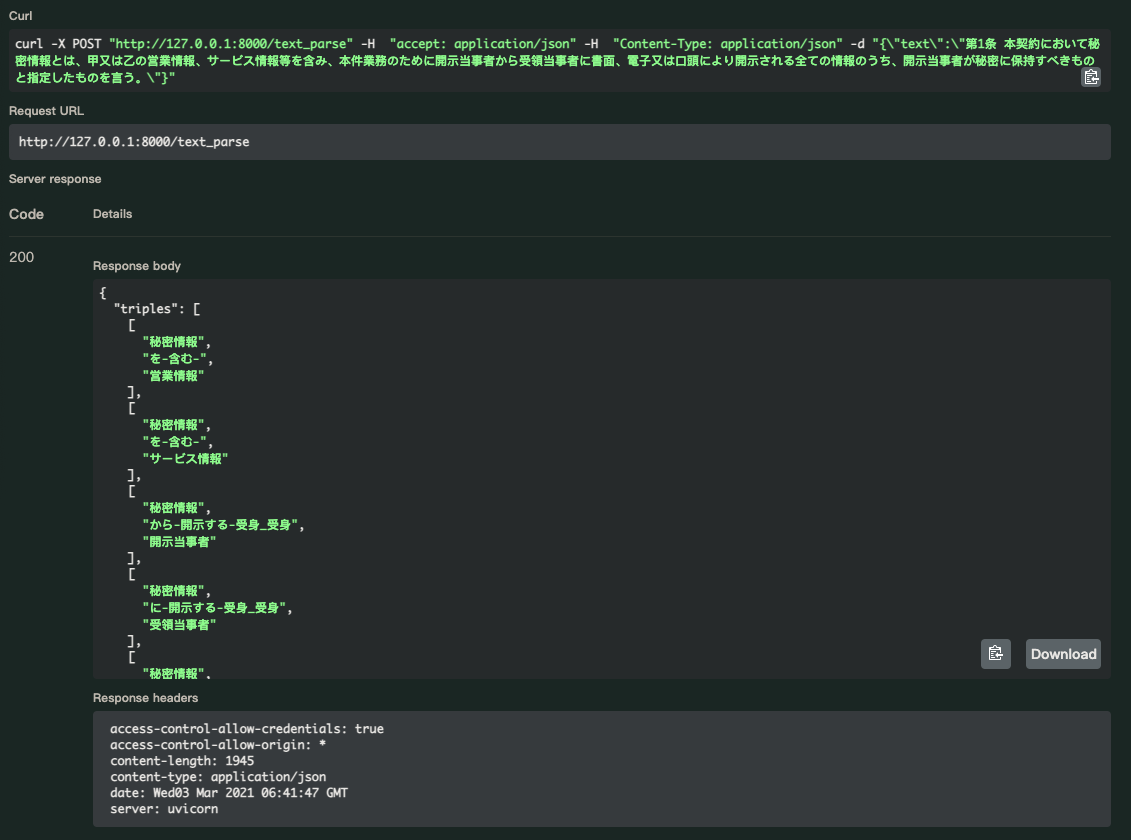 Curl
curl -X POST "http://127.0.0.1:8000/text_parse" -H  "accept: application/json" -H  "Content-Type: application/json" -d "{\"text\":\"第1条 本契約において秘
密情報とは、甲又は乙の営業情報、サービス情報等を含み、本件業務のために開示当事者から受領当事者に書面、電子又は口頭により開示される全ての情報のうち、開示当事者が秘密に保持すべきもの
と指定したものを言う。\"}"
Request URL
http://127.0.0.1:8000/text_parse
Server response
Code Details
200
Response body
{
  "triples": [
    [
      "秘密情報",
      "を-含む-",
      "営業情報"
    ],
    [
      "秘密情報",
      "を-含む-",
      "サービス情報"
    ],
    [
      "秘密情報",
      "から-開示する-受身_受身",
      "開示当事者"
    ],
    [
      "秘密情報",
      "に-開示する-受身_受身",
      "受領当事者"
    ],
    [
      "秘密情報",
Download
Response headers
access-control-allow-credentials: true
access-control-allow-origin: *
content-length: 1945
content-type: application/json
date: Wed03 Mar 2021 06:41:47 GMT
server: uvicorn